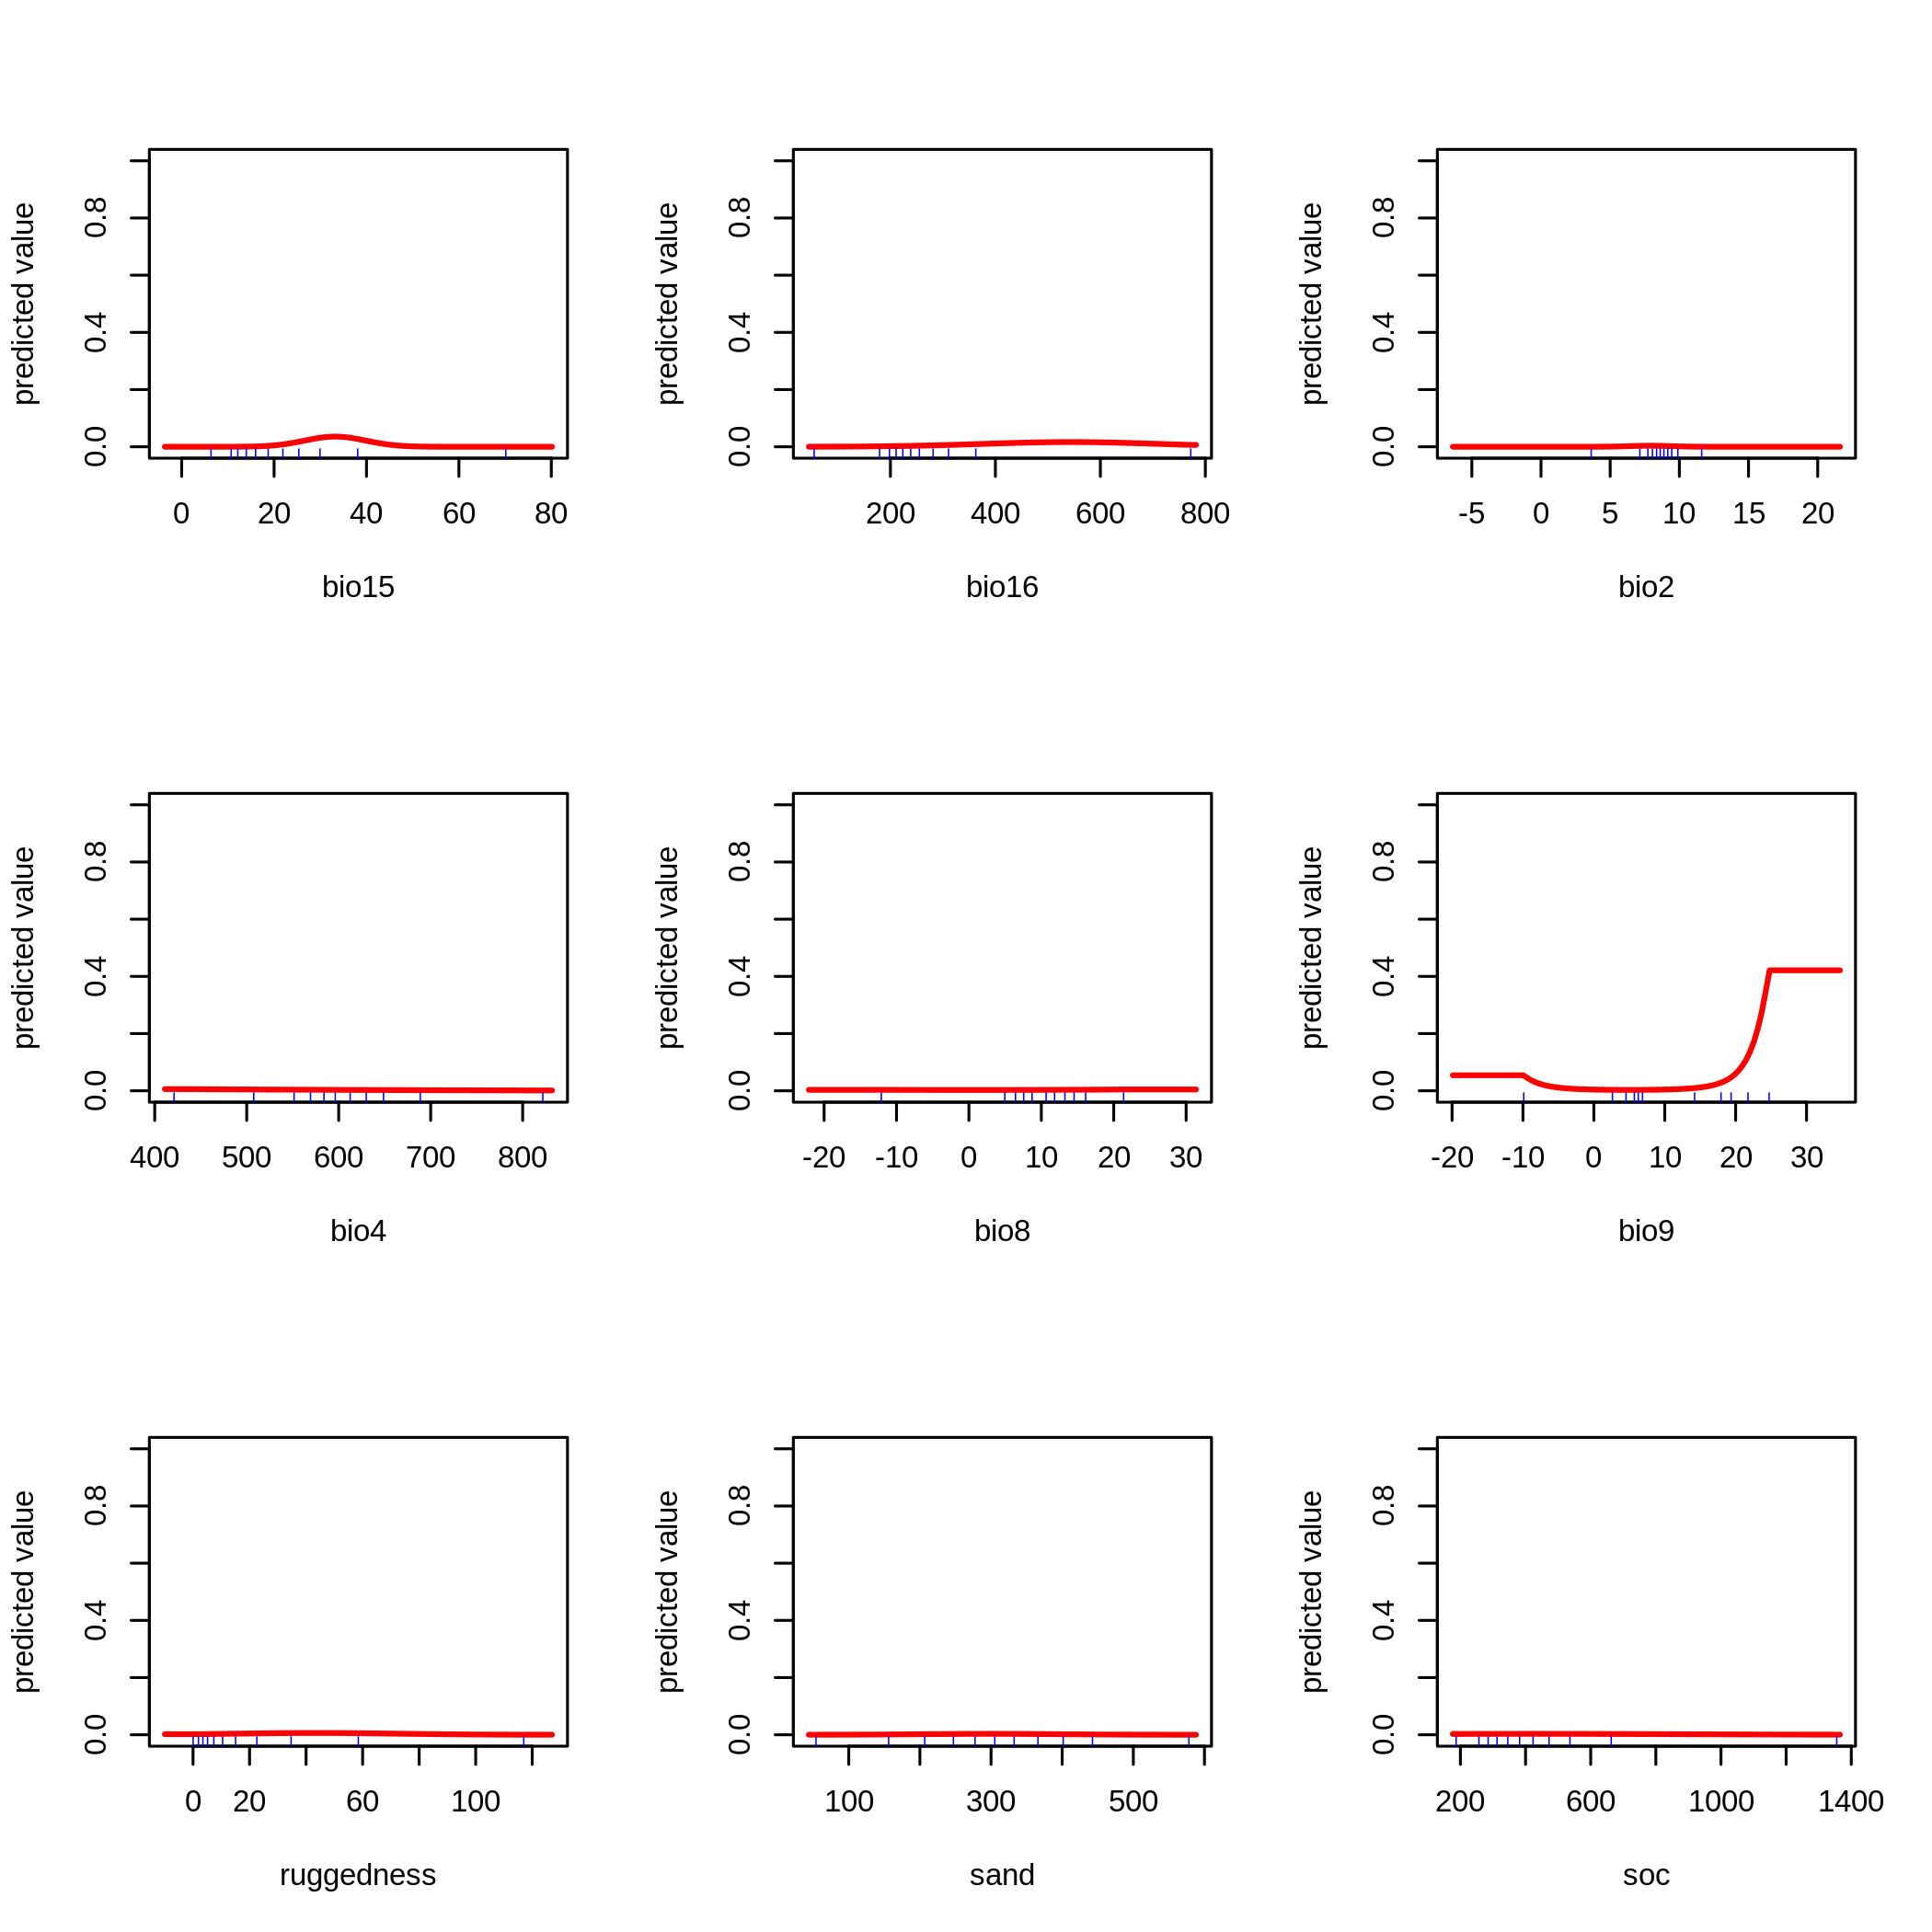 predicted value
0.0 0.4 0.8
0 20 40 60 80
bio15
predicted value
0.0 0.4 0.8
200 400 600 800
bio16
predicted value
0.0 0.4 0.8
-5 0 5 10 15 20
bio2
predicted value
0.0 0.4 0.8
400 500 600 700 800
bio4
predicted value
0.0 0.4 0.8
-20 -10 0 10 20 30
bio8
predicted value
0.0 0.4 0.8
-20 -10 0 10 20 30
bio9
predicted value
0.0 0.4 0.8
0 20 60 100
ruggedness
predicted value
0.0 0.4 0.8
100 300 500
sand
predicted value
0.0 0.4 0.8
200 600 1000 1400
soc